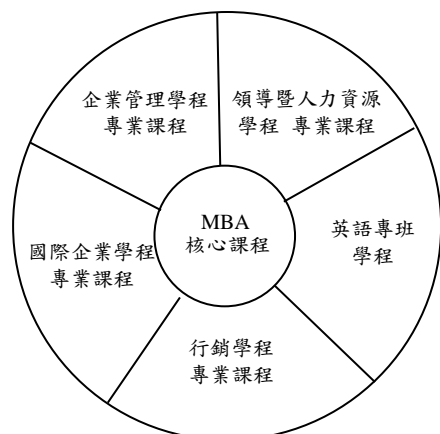 企業管理學程
專業課程
領導暨人力資源
學程 專業課程
MBA
核心課程
英語專班
學程
國際企業學程
專業課程
行銷學程
專業課程